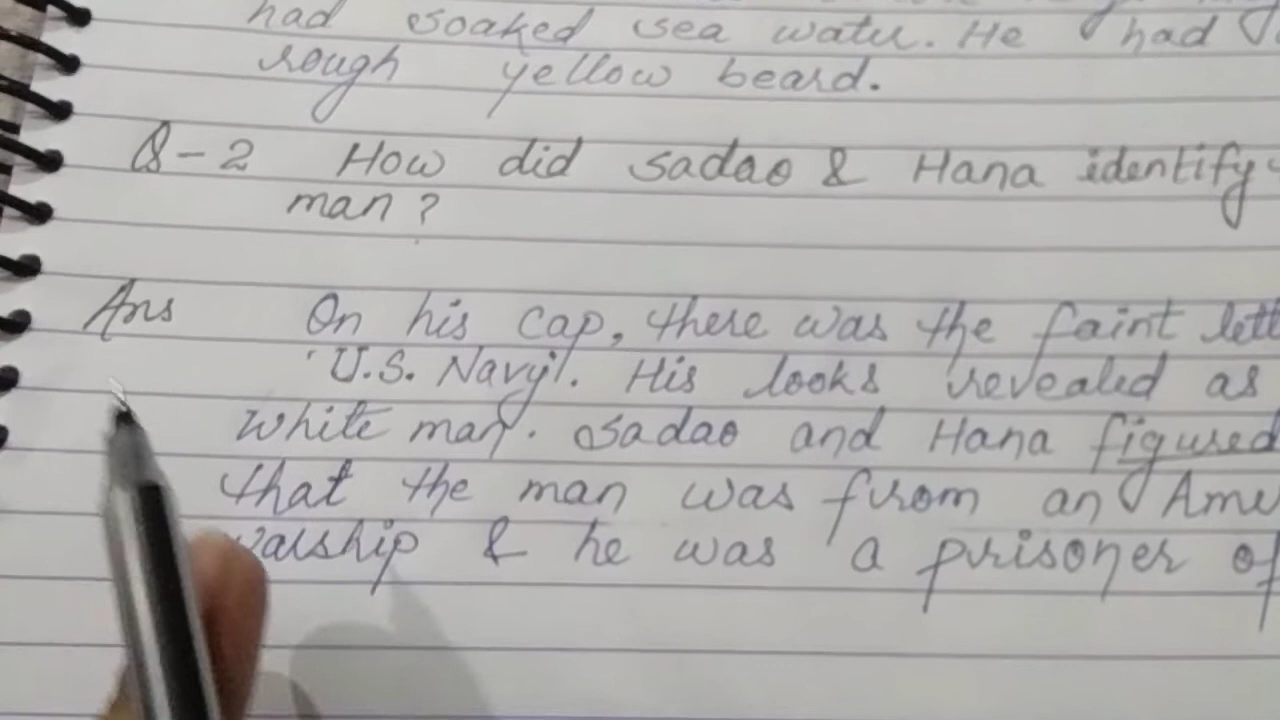 had soaked sea water. He had
rough yellow beard.
Q-2 How did Sadao & Hana identify
man?
Ans On his cap, there was the faint lett
'U.S. Navy'. His looks revealed as
white man. Sadao and Hana figured
that the man was from an Ame
warship & he was a prisoner of